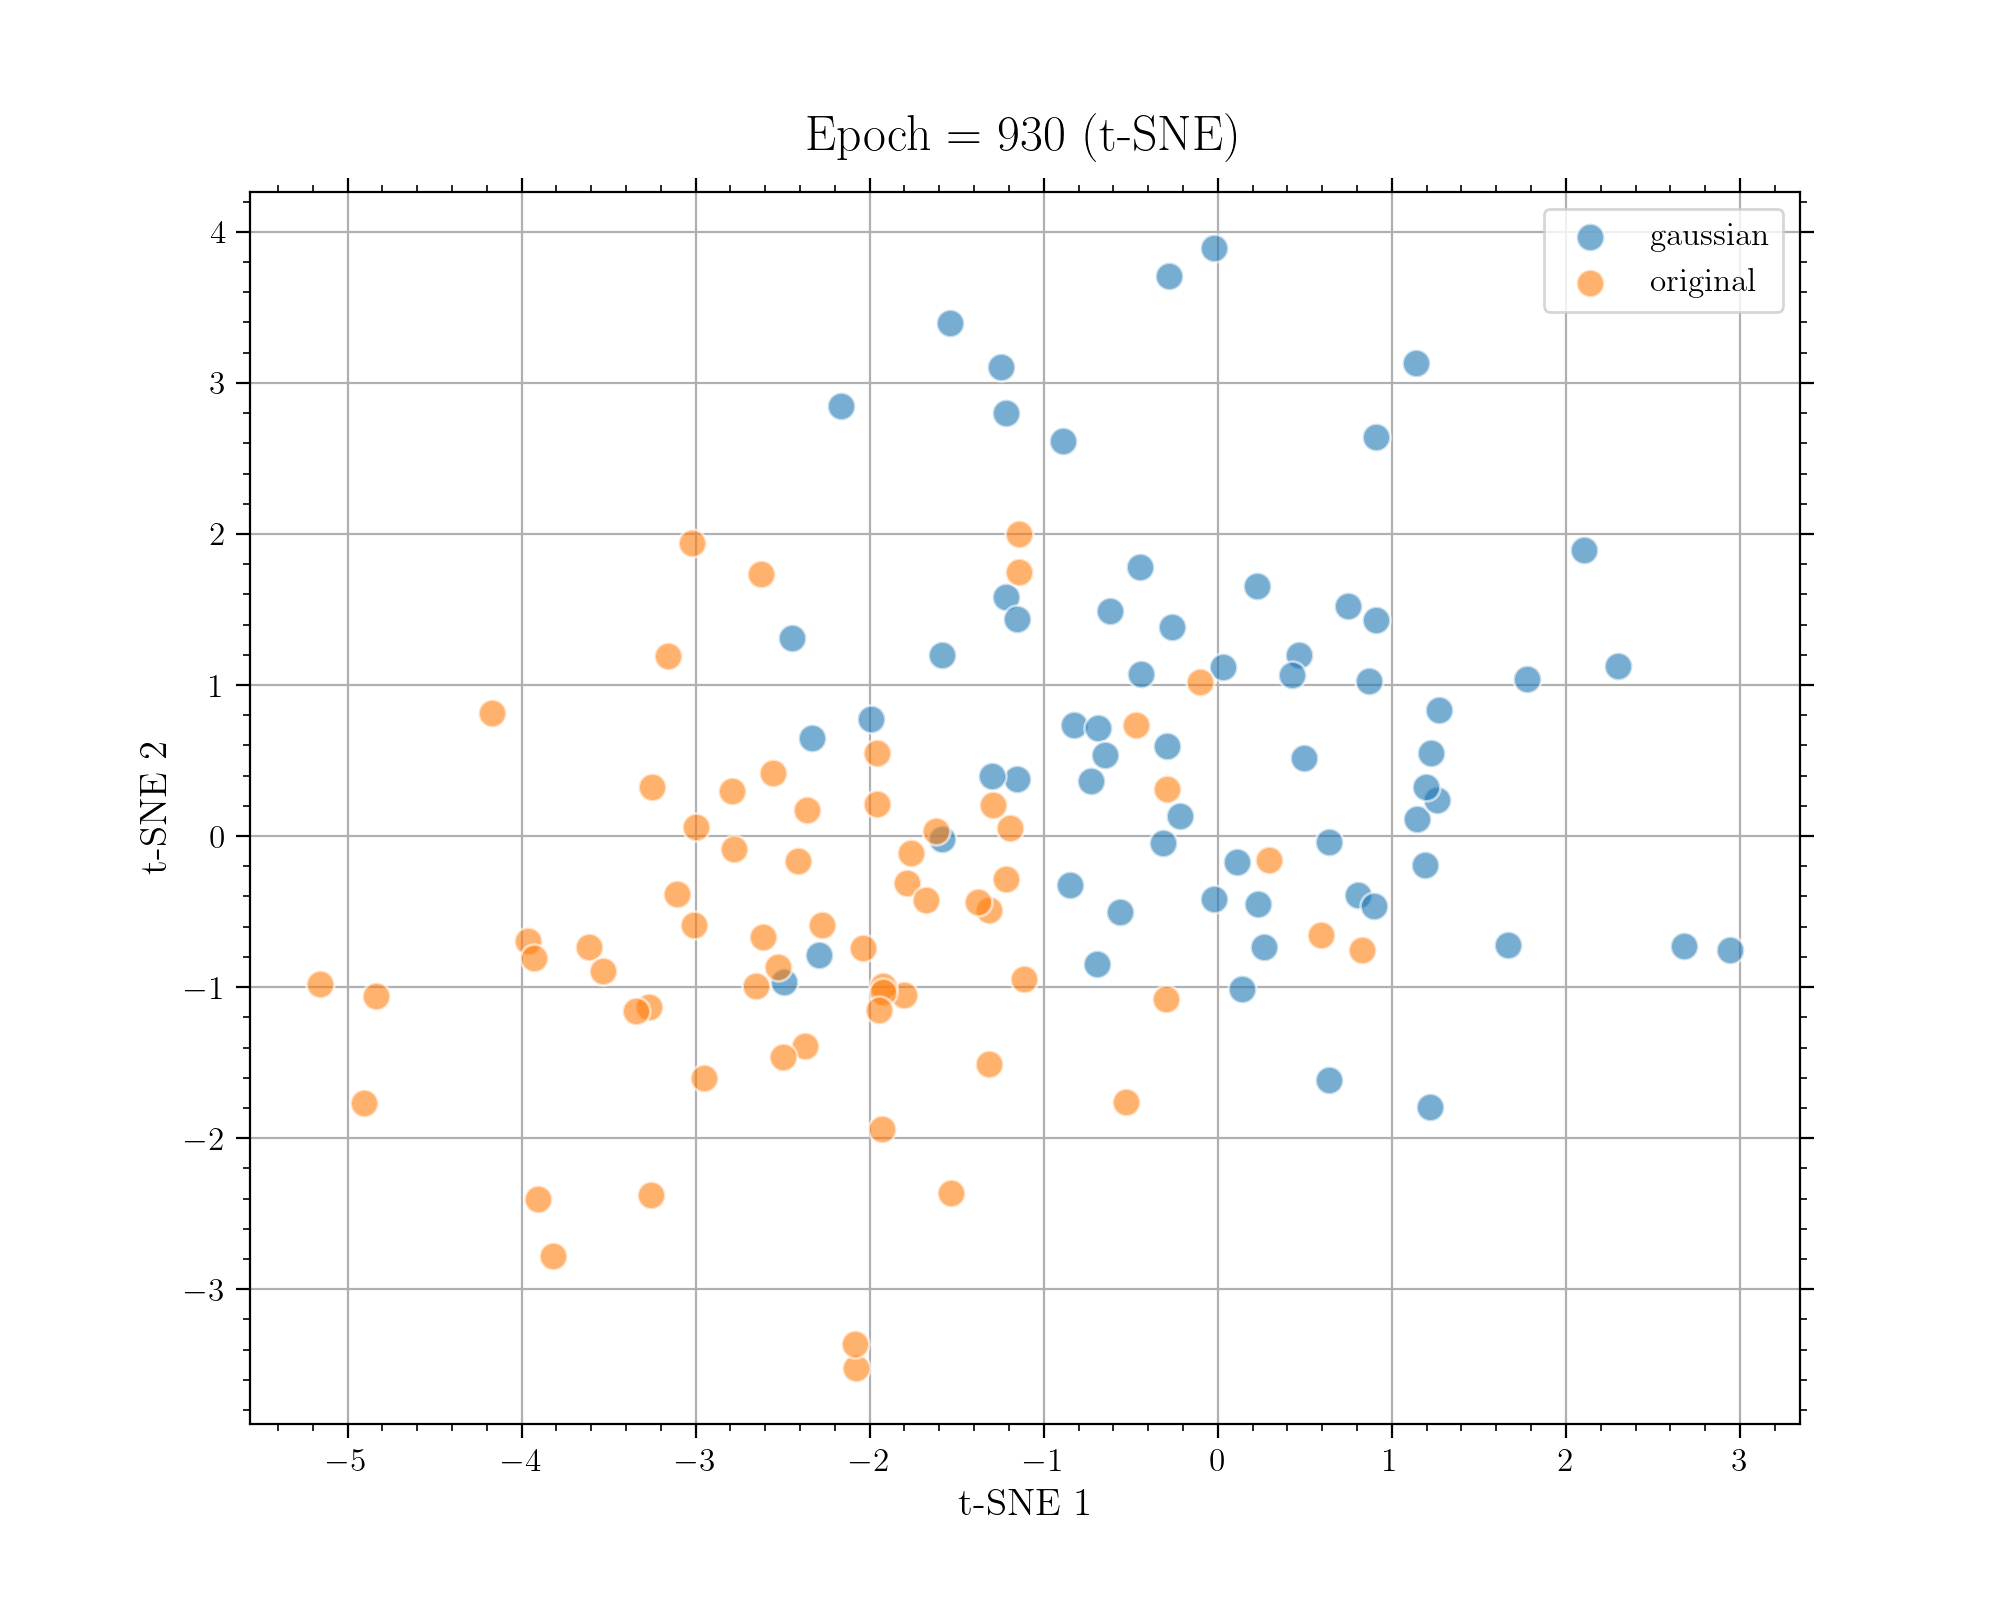 Epoch = 930 (t-SNE)
gaussian
original
4
3
2
1
0
−1
−2
−3
t-SNE 2
−5 −4 −3 −2 −1 0 1 2 3
t-SNE 1